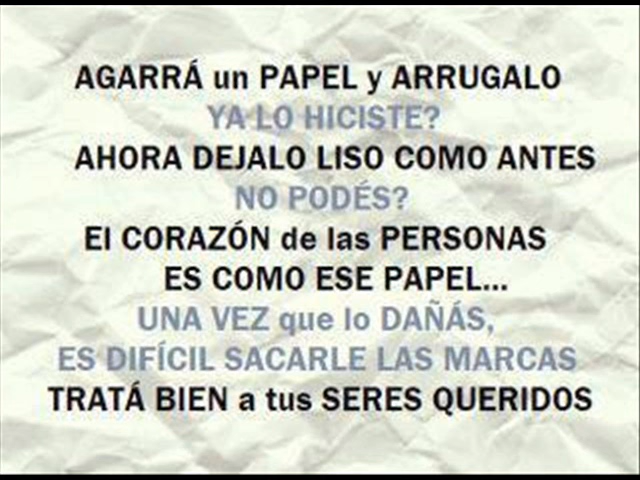 AGARRÁ un PAPEL y ARRUGALO
YA LO HICISTE?
AHORA DEJALO LISO COMO ANTES
NO PODÉS?
El CORAZÓN de las PERSONAS
ES COMO ESE PAPEL...
UNA VEZ que lo DAÑÁS,
ES DIFÍCIL SACARLE LAS MARCAS
TRATÁ BIEN a tus SERES QUERIDOS